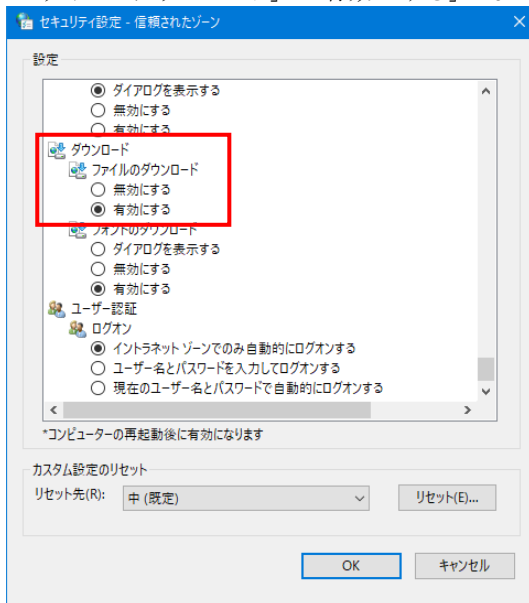 セキュリティ設定 - 信頼されたゾーン
設定
ダイアログを表示する
無効にする
有効にする
ダウンロード
ファイルのダウンロード
無効にする
有効にする
フォントのダウンロード
ダイアログを表示する
無効にする
有効にする
ユーザー認証
ログオン
イントラネット ゾーンでのみ自動的にログオンする
ユーザー名とパスワードを入力してログオンする
現在のユーザー名とパスワードで自動的にログオンする
*コンピューターの再起動後に有効になります
カスタム設定のリセット
リセット先(R): 中 (既定) リセット(E)...
OK キャンセル